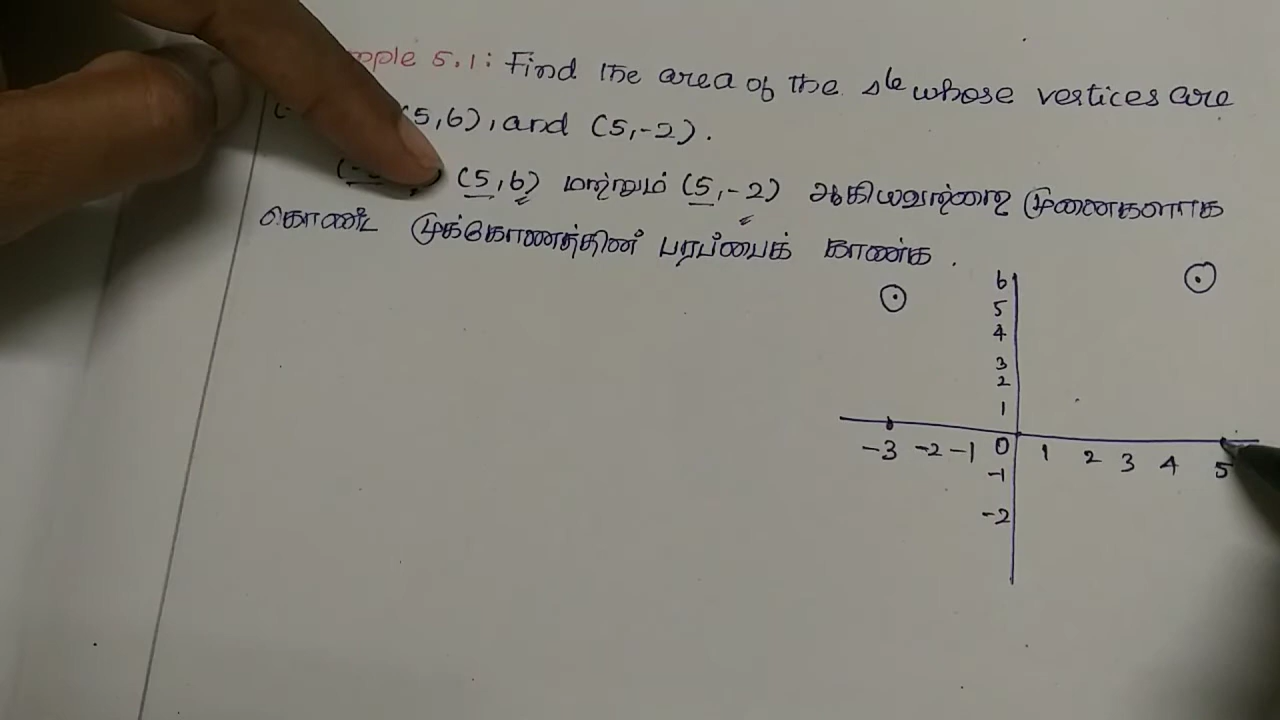 5.1: Find the area of the Δle whose vertices are
(5,6), and (5,-2).
(5,6) மற்றும் (5,-2) ஆகியவற்றை முனைகளாக
கொண்ட முக்கோணத்தின் பரப்பைக் காண்க.
6
5
4
3
2
1
-3 -2 -1 0 1 2 3 4 5
-1
-2